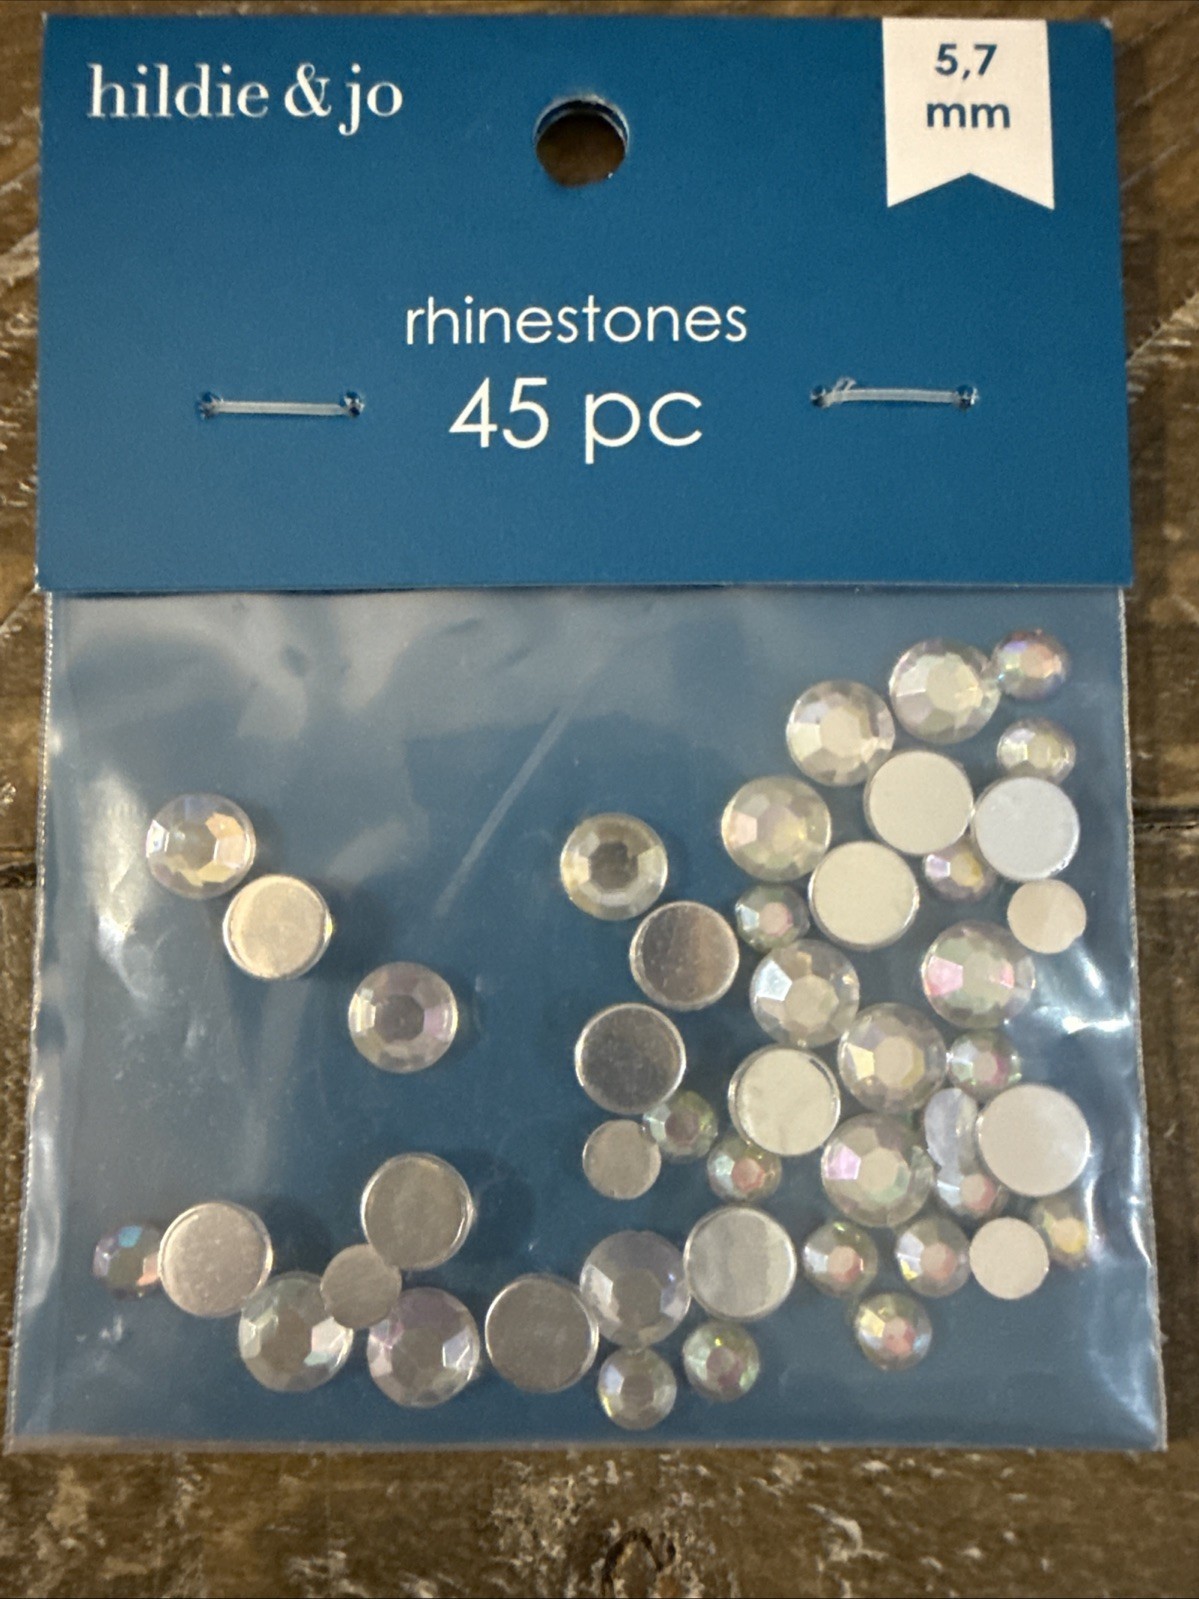 hildie & jo
5,7
mm
rhinestones
45 pc